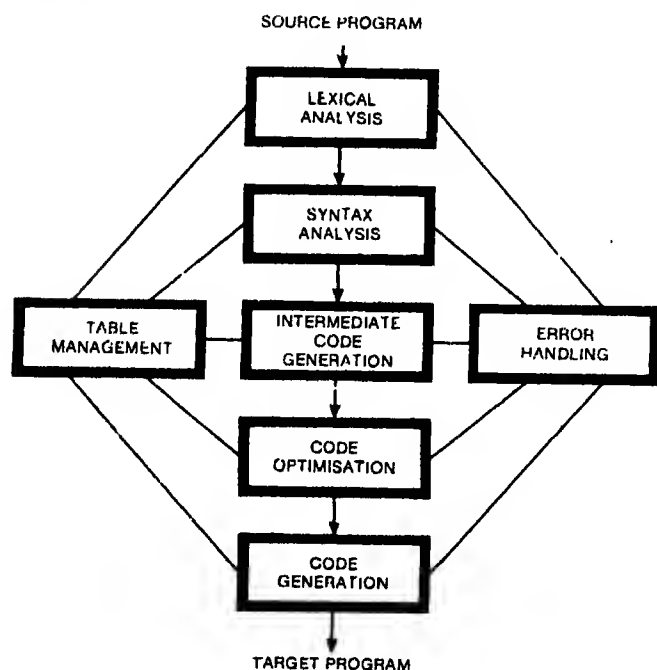 SOURCE PROGRAM
LEXICAL
ANALYSIS
SYNTAX
ANALYSIS
TABLE
MANAGEMENT
INTERMEDIATE
CODE
GENERATION
ERROR
HANDLING
CODE
OPTIMISATION
CODE
GENERATION
TARGET PROGRAM